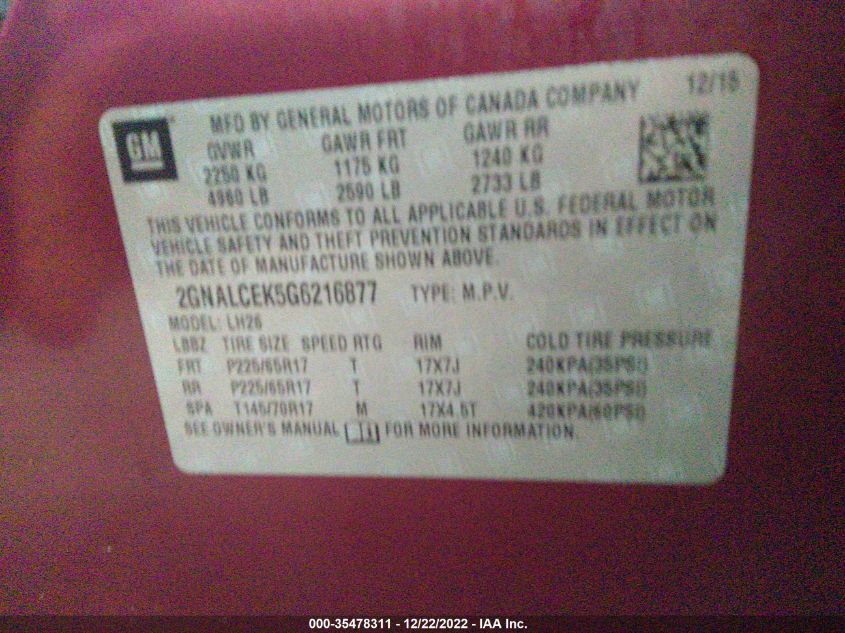 MFD BY GENERAL MOTORS OF CANADA COMPANY 12/15
GM
GVWR GAWR FRT GAWR RR
2250 KG 1175 KG 1240 KG
4960 LB 2590 LB 2733 LB
THIS VEHICLE CONFORMS TO ALL APPLICABLE U.S. FEDERAL MOTOR
VEHICLE SAFETY AND THEFT PREVENTION STANDARDS IN EFFECT ON
THE DATE OF MANUFACTURE SHOWN ABOVE.
2GNALCEK5G6216877 TYPE: M.P.V.
MODEL: LH26
LBBZ TIRE SIZE SPEED RTG RIM COLD TIRE PRESSURE
FRT P225/65R17 T 17X7J 240KPA(35PSI)
RR P225/65R17 T 17X7J 240KPA(35PSI)
SPA T145/70R17 M 17X4.5T 420KPA(60PSI)
SEE OWNER'S MANUAL FOR MORE INFORMATION.
000-35478311 - 12/22/2022 - IAA Inc.